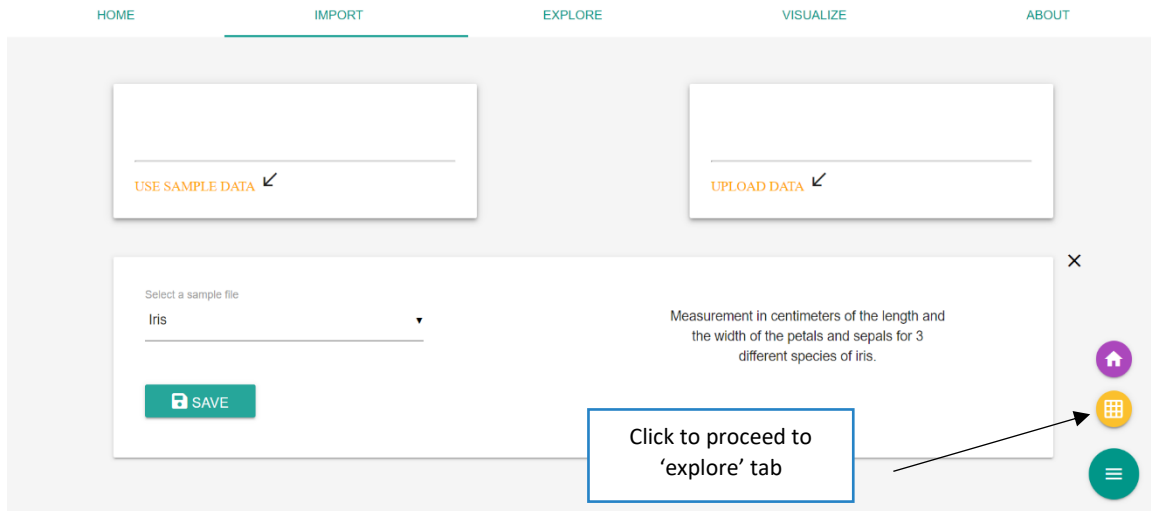 HOME IMPORT EXPLORE VISUALIZE ABOUT
USE SAMPLE DATA
UPLOAD DATA
Select a sample file
Iris
SAVE
Measurement in centimeters of the length and
the width of the petals and sepals for 3
different species of iris.
Click to proceed to
‘explore’ tab